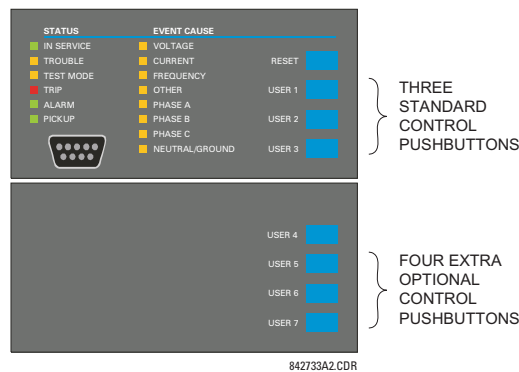 STATUS
EVENT CAUSE
IN SERVICE
VOLTAGE
TROUBLE
CURRENT
RESET
TEST MODE
FREQUENCY
TRIP
OTHER
USER 1
ALARM
PHASE A
PICKUP
PHASE B
USER 2
PHASE C
NEUTRAL/GROUND
USER 3
THREE
STANDARD
CONTROL
PUSHBUTTONS
USER 4
USER 5
USER 6
USER 7
FOUR EXTRA
OPTIONAL
CONTROL
PUSHBUTTONS
842733A2.CDR